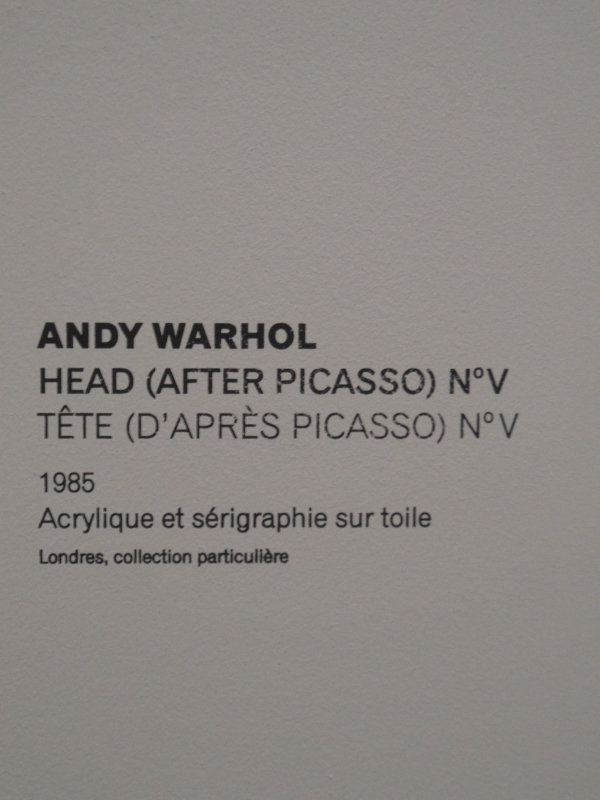 ANDY WARHOL
HEAD (AFTER PICASSO) N°V
TÊTE (D'APRÈS PICASSO) N°V
1985
Acrylique et sérigraphie sur toile
Londres, collection particulière